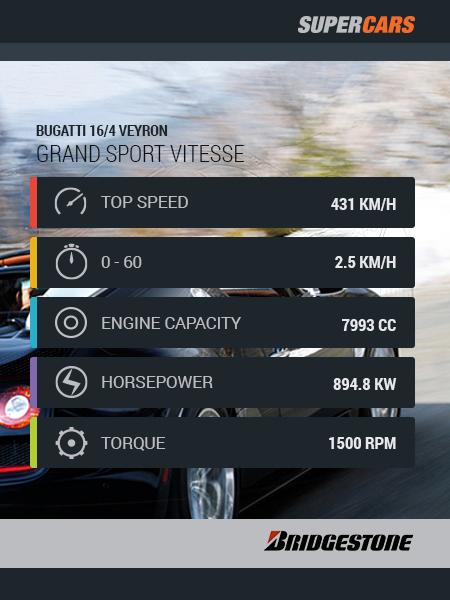 SUPERCARS
BUGATTI 16/4 VEYRON
GRAND SPORT VITESSE
TOP SPEED 431 KM/H
0 - 60 2.5 KM/H
ENGINE CAPACITY 7993 CC
HORSEPOWER 894.8 KW
TORQUE 1500 RPM
BRIDGESTONE